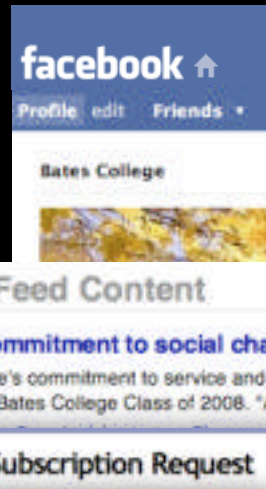 facebook
Profile edit Friends
Bates College
Feed Content
ommitment to social cha
e's commitment to service and
Bates College Class of 2008. "A
Subscription Request